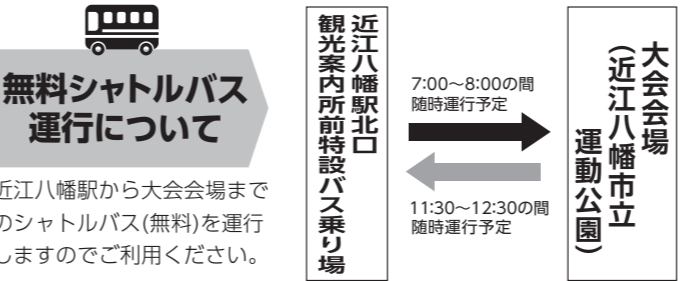 無料シャトルバス
運行について
近江八幡駅から大会会場まで
のシャトルバス(無料)を運行
しますのでご利用ください。
近江八幡駅北口
観光案内所前特設バス乗り場
7:00〜8:00の間
随時運行予定
11:30〜12:30の間
随時運行予定
大会会場
(近江八幡市立
運動公園)